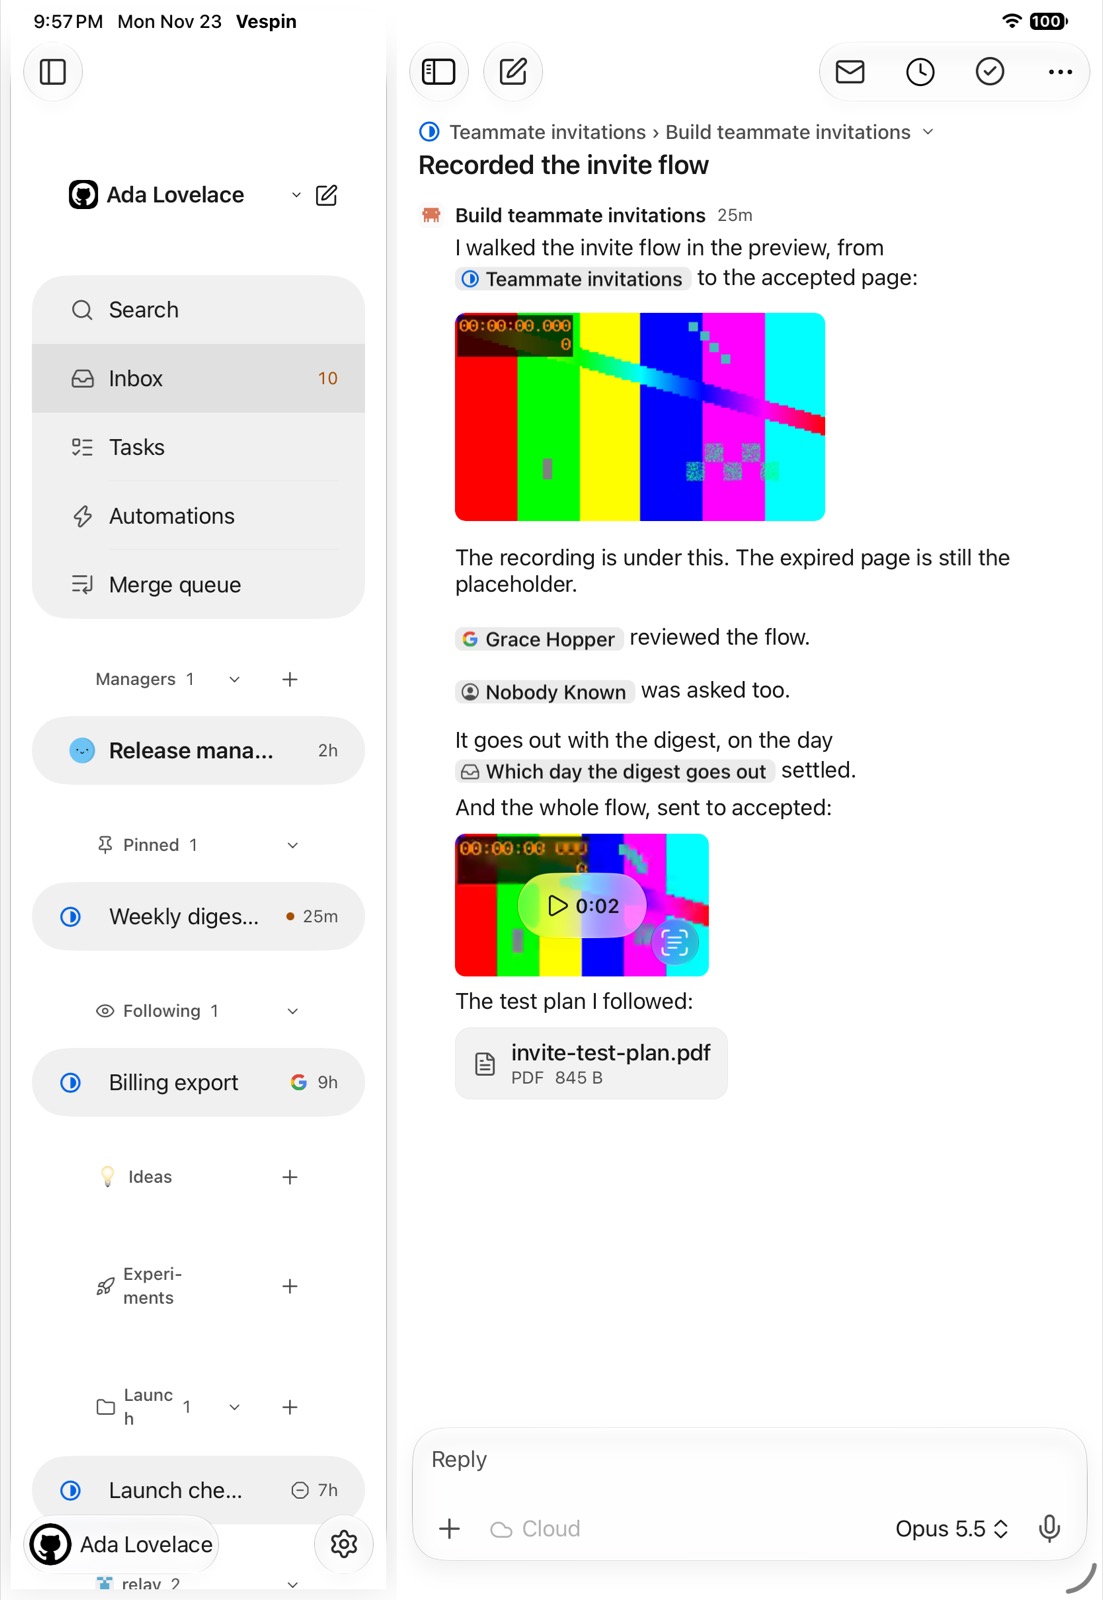 9:57 PM Mon Nov 23 Vespin
100
Ada Lovelace
Search
Inbox 10
Tasks
Automations
Merge queue
Managers 1
Release mana... 2h
Pinned 1
Weekly diges... 25m
Following 1
Billing export 9h
Ideas
Experi-
ments
Launc
h 1
Launch che... 7h
Ada Lovelace
relay 2
Teammate invitations › Build teammate invitations
Recorded the invite flow
Build teammate invitations 25m
I walked the invite flow in the preview, from
Teammate invitations to the accepted page:
00:00:00.000
0
The recording is under this. The expired page is still the
placeholder.
Grace Hopper reviewed the flow.
Nobody Known was asked too.
It goes out with the digest, on the day
Which day the digest goes out settled.
And the whole flow, sent to accepted:
0:02
The test plan I followed:
invite-test-plan.pdf
PDF 845 B
Reply
Cloud
Opus 5.5